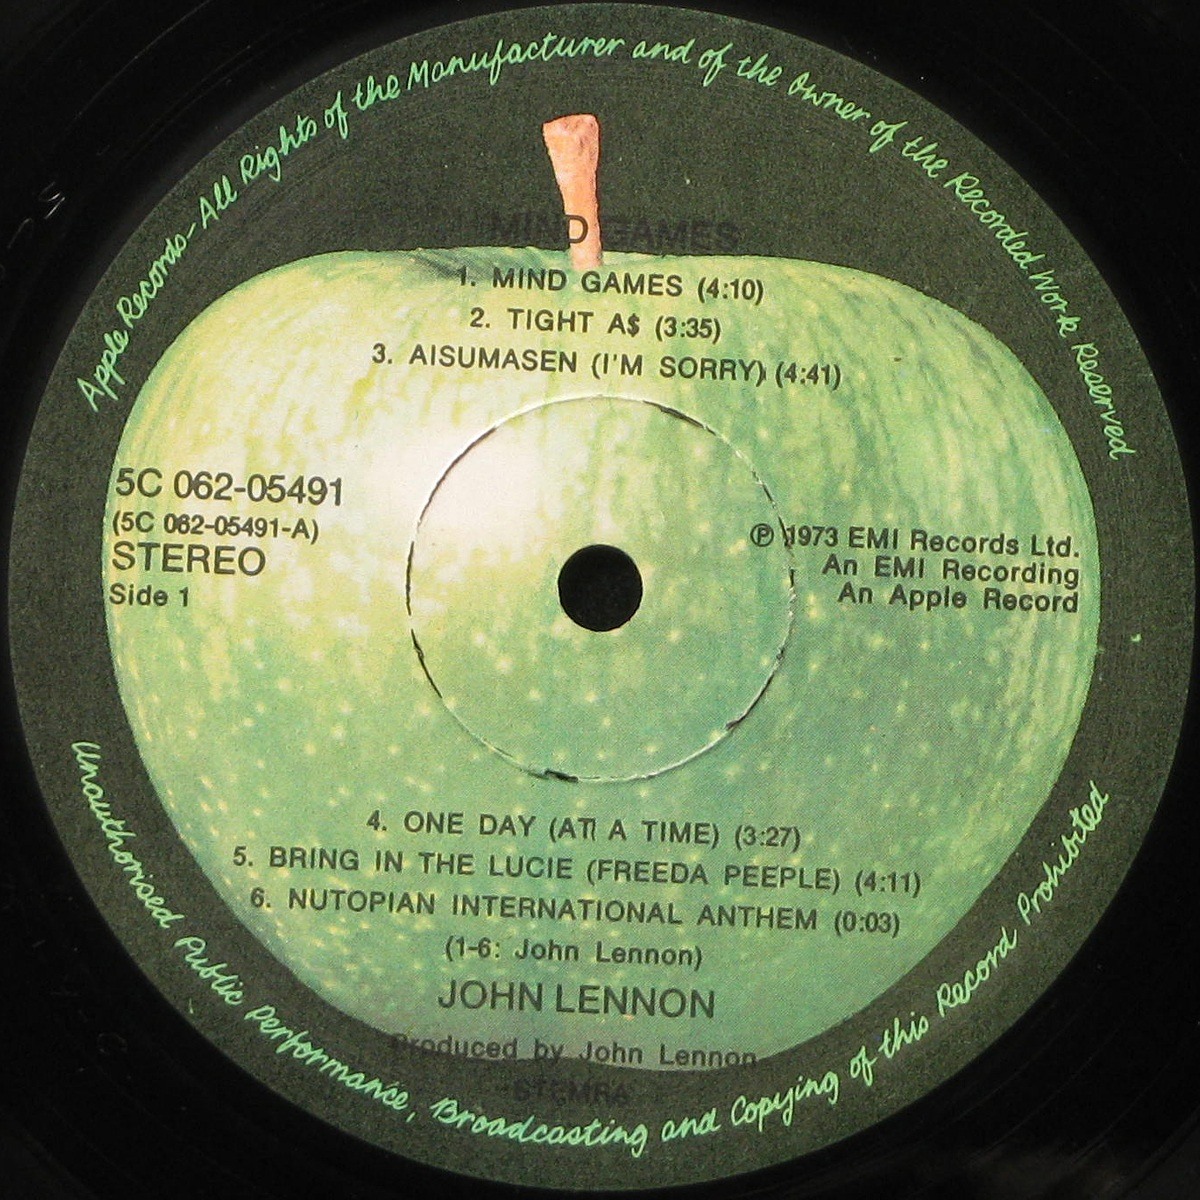 Apple Records - All Rights of the Manufacturer and of the Owner of the Recorded Work Reserved
MIND GAMES
1. MIND GAMES (4:10)
2. TIGHT A$ (3:35)
3. AISUMASEN (I'M SORRY) (4:41)
5C 062-05491
(5C 062-05491-A)
STEREO
Side 1
℗ 1973 EMI Records Ltd.
An EMI Recording
An Apple Record
4. ONE DAY (AT A TIME) (3:27)
5. BRING IN THE LUCIE (FREEDA PEEPLE) (4:11)
6. NUTOPIAN INTERNATIONAL ANTHEM (0:03)
(1-6: John Lennon)
JOHN LENNON
Produced by John Lennon
STEMRA
Unauthorised Public Performance, Broadcasting and Copying of this Record Prohibited